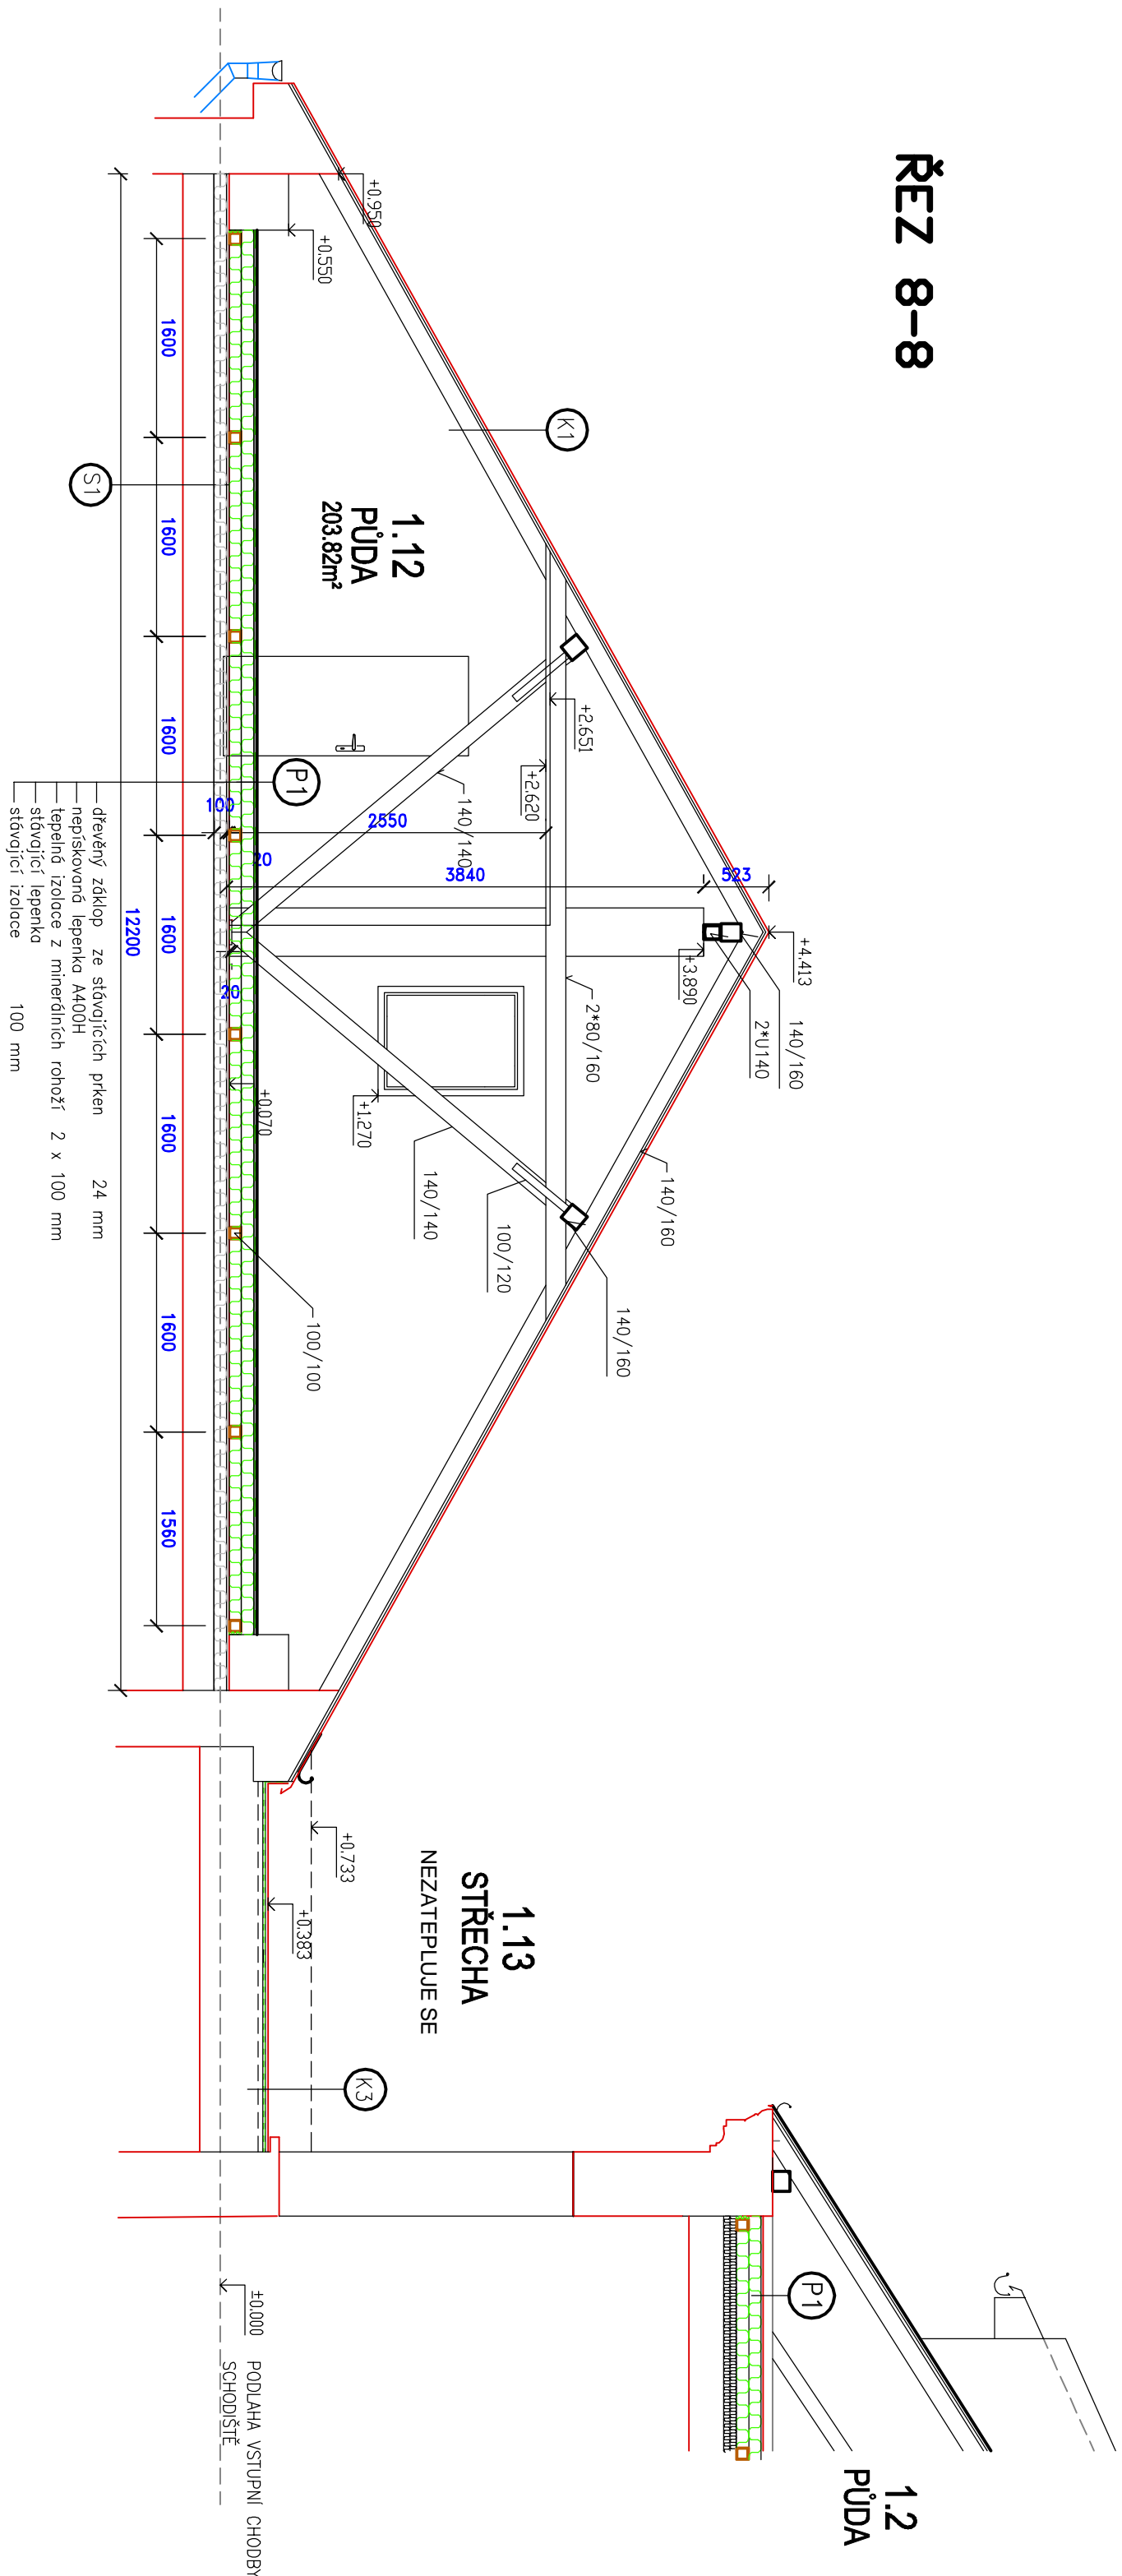 ŘEZ 8-8
+0.950
+0.550
K1
S1
1.12
PŮDA
203.82m²
1600
1600
1600
1600
1600
1600
1560
12200
P1
100
20
2550
3840
523
20
+2.651
+2.620
140/140
+4.413
+3.890
140/160
2*U140
2*80/160
+1.270
+0.070
140/140
100/120
140/160
140/160
100/100
dřevěný záklop ze stávajících prken 24 mm
nepískovaná lepenka A400H
tepelná izolace z minerálních rohoží 2 x 100 mm
stávající lepenka
stávající izolace 100 mm
+0.733
+0.383
1.13
STŘECHA
NEZATEPLUJE SE
K3
P1
1.2
PŮDA
±0.000 PODLAHA VSTUPNÍ CHODBY
SCHODIŠTĚ